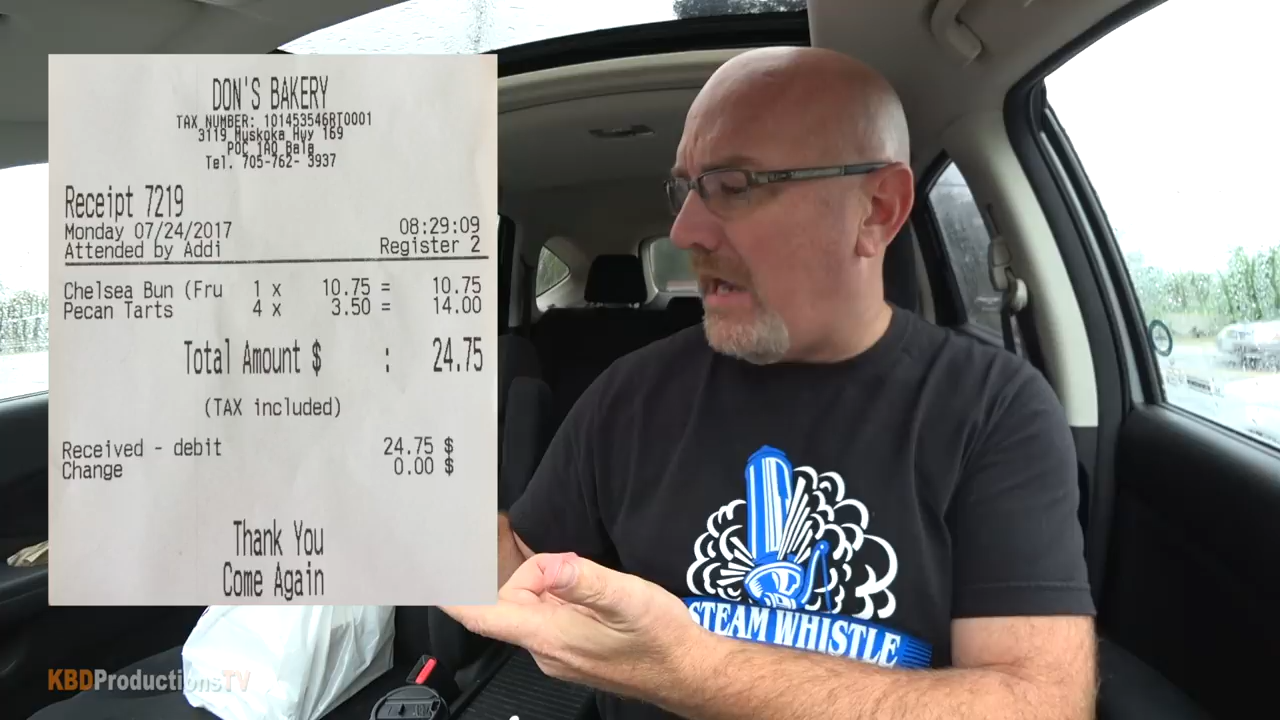 DON'S BAKERY
TAX NUMBER: 101453546RT0001
3119 Muskoka Hwy 169
POC 1A0 Bala
Tel. 705-762- 3937
Receipt 7219
Monday 07/24/2017 08:29:09
Attended by Addi Register 2
Chelsea Bun (Fru 1 x 10.75 = 10.75
Pecan Tarts 4 x 3.50 = 14.00
Total Amount $ : 24.75
(TAX included)
Received - debit 24.75 $
Change 0.00 $
Thank You
Come Again
STEAM WHISTLE
KBDProductionsTV